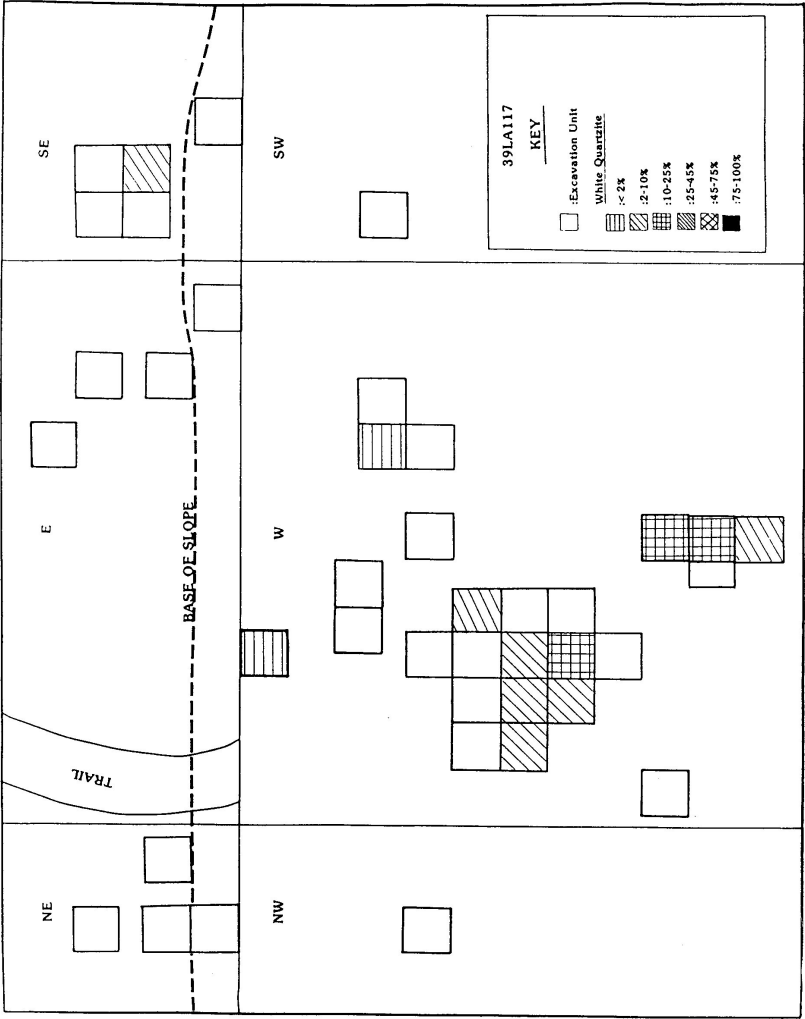 39LA117
KEY
:Excavation Unit
White Quartzite
:< 2%
:2-10%
:10-25%
:25-45%
:45-75%
:75-100%
SE
SW
E
W
BASE OF SLOPE
TRAIL
NE
NW